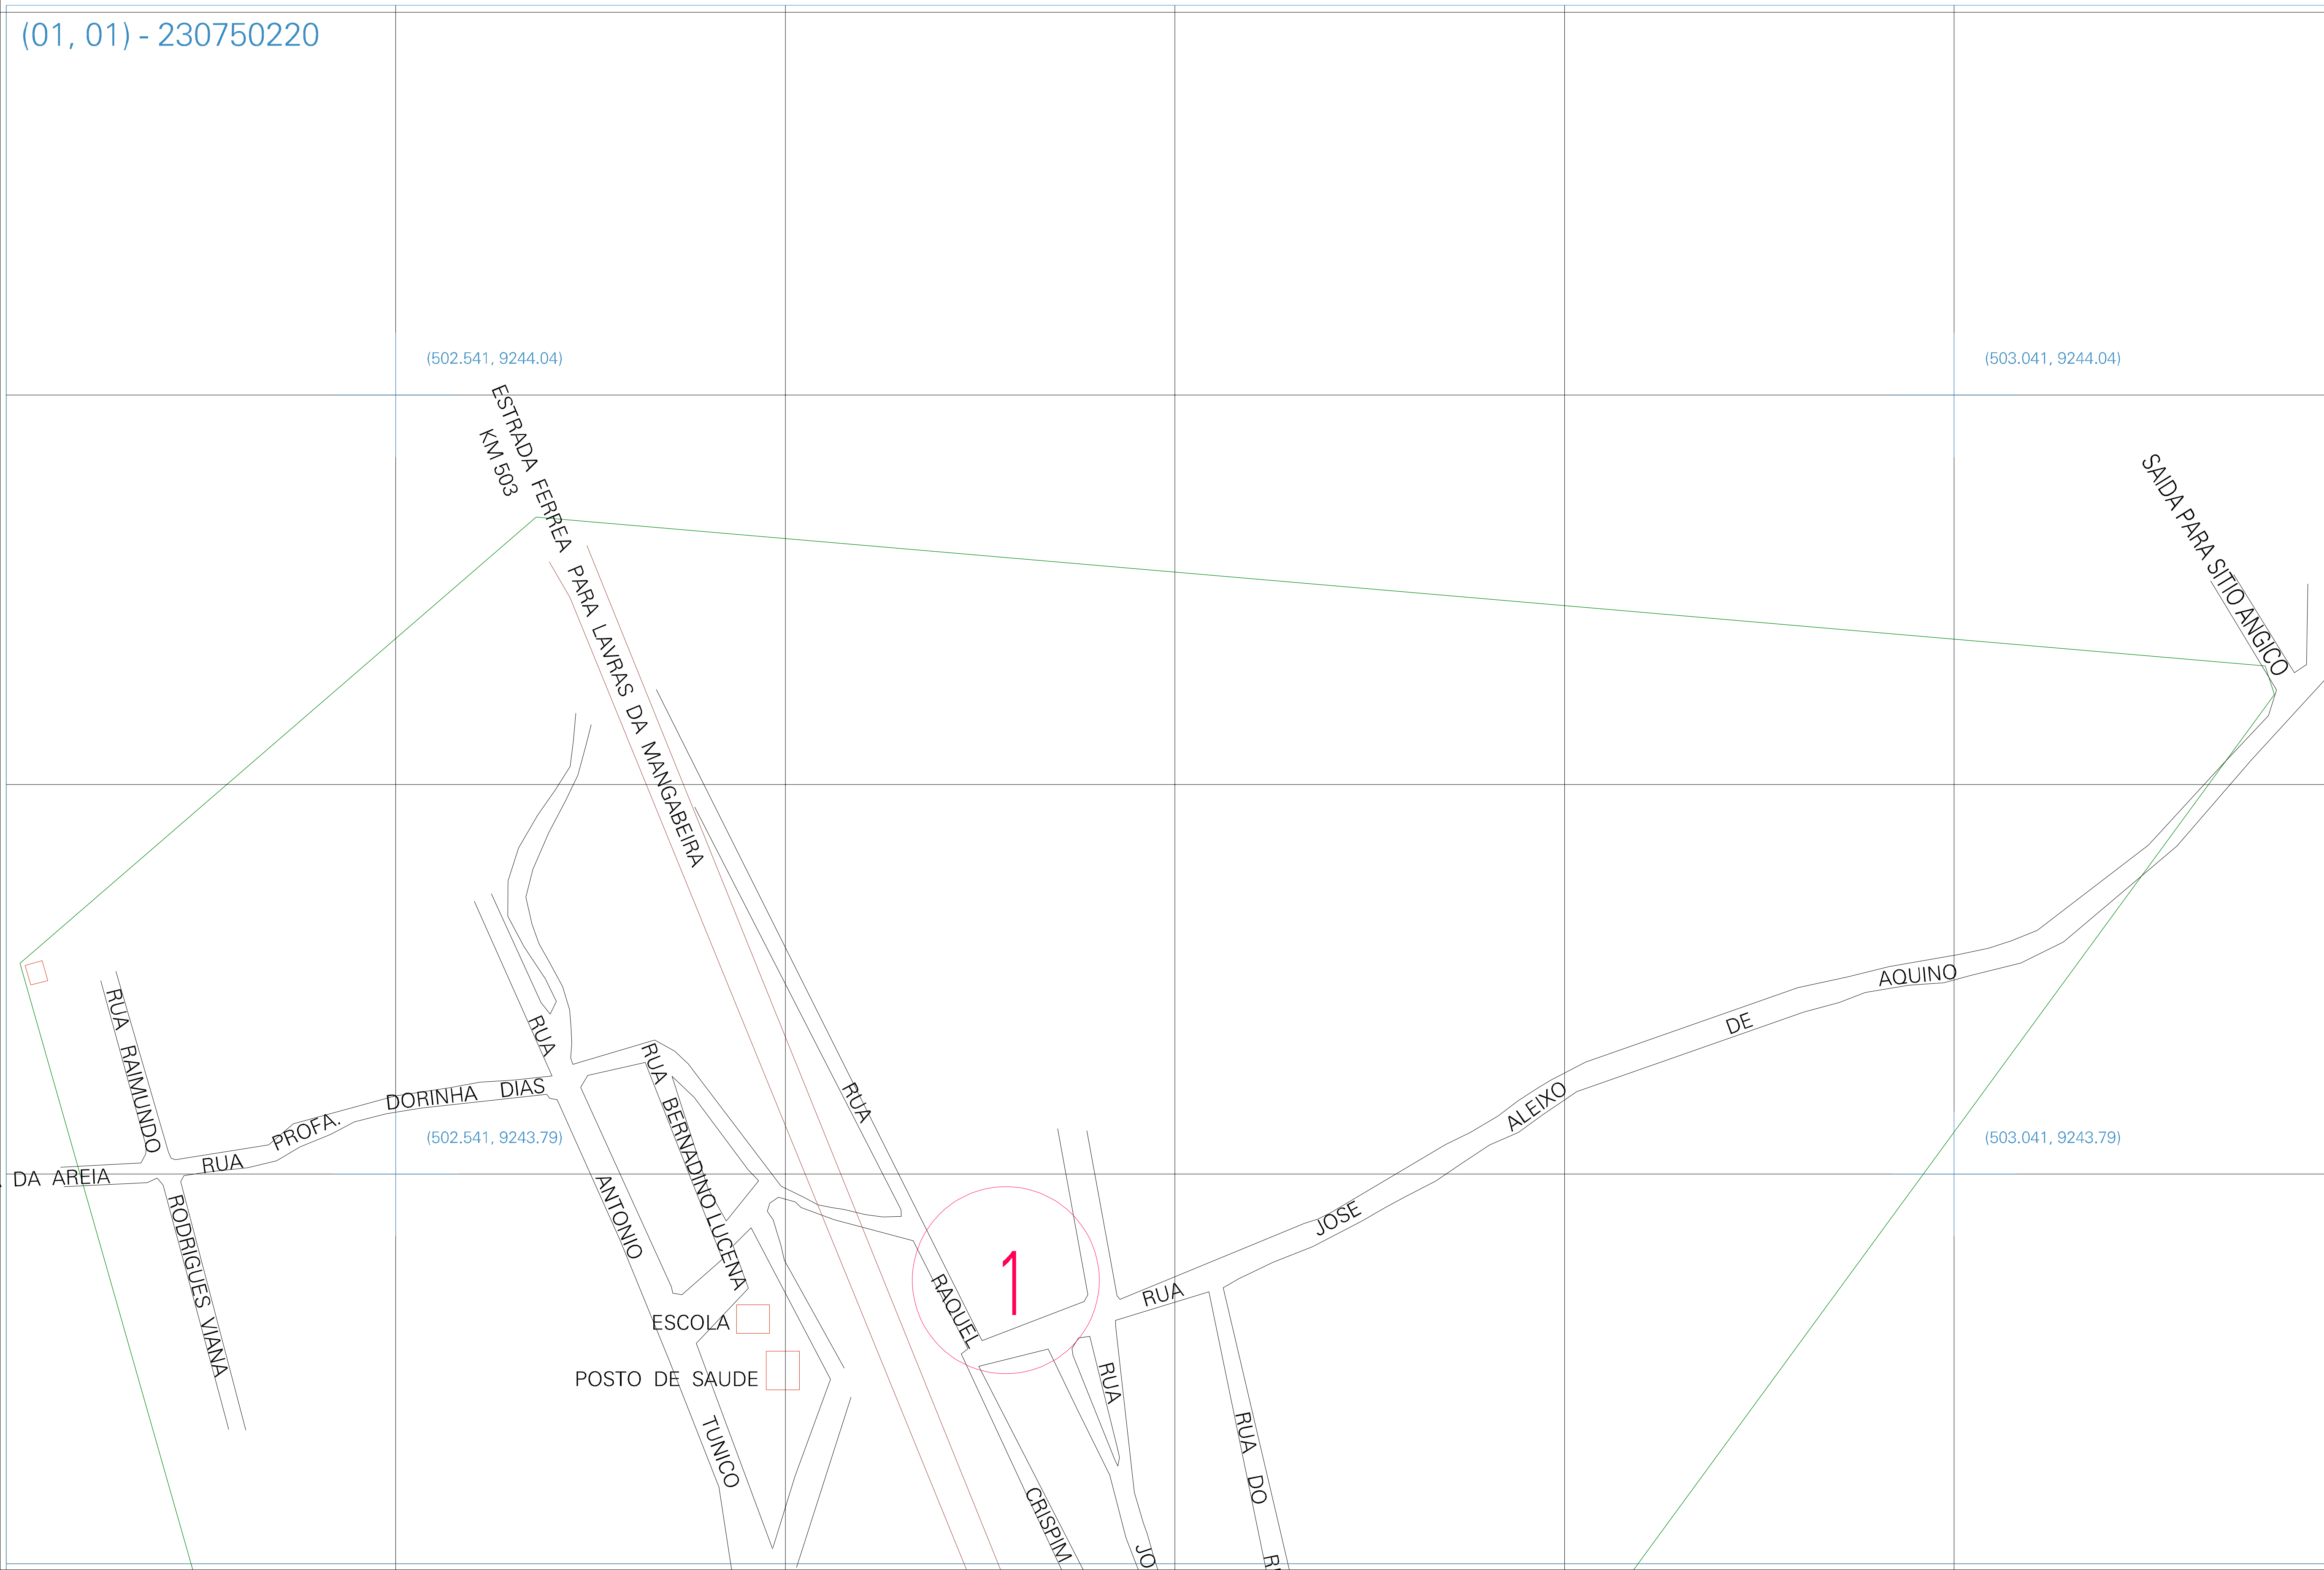 (01, 01) - 230750220
(502.541, 9244.04)
(503.041, 9244.04)
ESTRADA FERREA PARA LAVRAS DA MANGABEIRA
KM 503
SAIDA PARA SITIO ANGICO
RUA RAIMUNDO RODRIGUES VIANA
RUA PROFA. DORINHA DIAS
(502.541, 9243.79)
(503.041, 9243.79)
DA AREIA
RUA ANTONIO TUNICO
RUA BERNADINO LUCENA
RUA RAQUEL CRISPIM
1
RUA JOSE ALEIXO DE AQUINO
ESCOLA
POSTO DE SAUDE
RUA JO
RUA DO